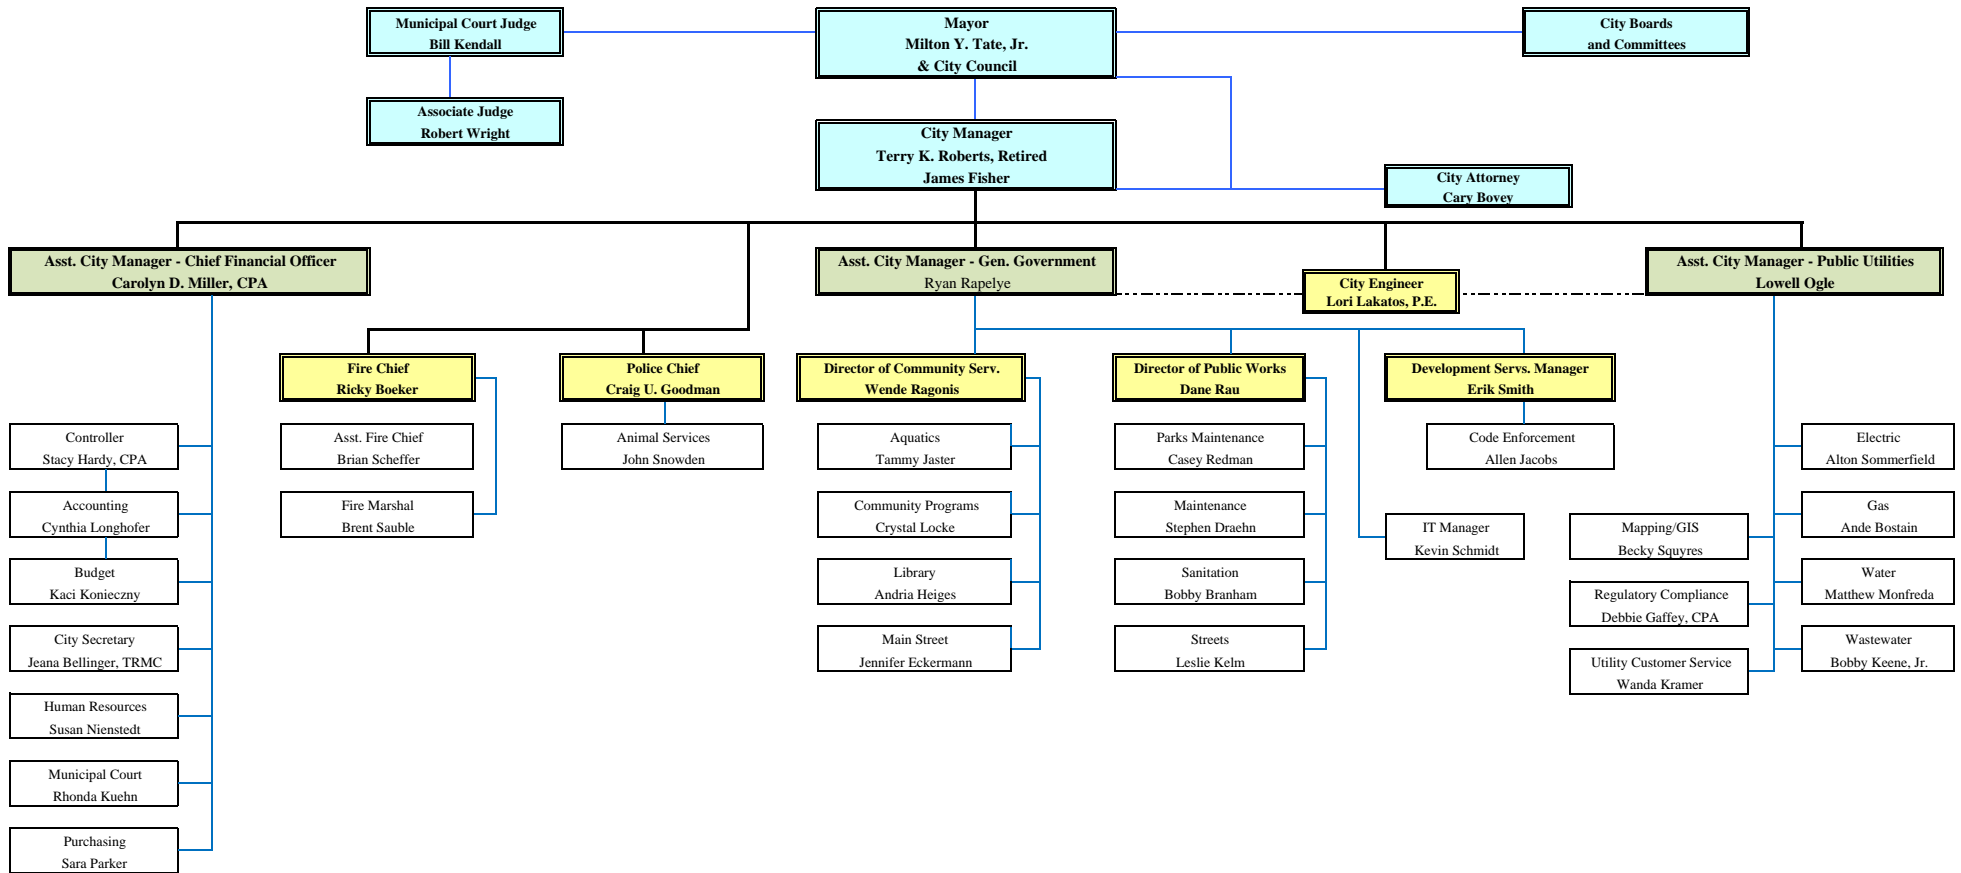 Municipal Court Judge
Bill Kendall
Mayor
Milton Y. Tate, Jr.
& City Council
City Boards
and Committees
Associate Judge
Robert Wright
City Manager
Terry K. Roberts, Retired
James Fisher
City Attorney
Cary Bovey
Asst. City Manager - Chief Financial Officer
Carolyn D. Miller, CPA
Asst. City Manager - Gen. Government
Ryan Rapelye
City Engineer
Lori Lakatos, P.E.
Asst. City Manager - Public Utilities
Lowell Ogle
Fire Chief
Ricky Boeker
Police Chief
Craig U. Goodman
Director of Community Serv.
Wende Ragonis
Director of Public Works
Dane Rau
Development Servs. Manager
Erik Smith
Controller
Stacy Hardy, CPA
Accounting
Cynthia Longhofer
Budget
Kaci Konieczny
City Secretary
Jeana Bellinger, TRMC
Human Resources
Susan Nienstedt
Municipal Court
Rhonda Kuehn
Purchasing
Sara Parker
Asst. Fire Chief
Brian Scheffer
Fire Marshal
Brent Sauble
Animal Services
John Snowden
Aquatics
Tammy Jaster
Community Programs
Crystal Locke
Library
Andria Heiges
Main Street
Jennifer Eckermann
Parks Maintenance
Casey Redman
Maintenance
Stephen Draehn
Sanitation
Bobby Branham
Streets
Leslie Kelm
Code Enforcement
Allen Jacobs
IT Manager
Kevin Schmidt
Mapping/GIS
Becky Squyres
Regulatory Compliance
Debbie Gaffey, CPA
Utility Customer Service
Wanda Kramer
Electric
Alton Sommerfield
Gas
Ande Bostain
Water
Matthew Monfreda
Wastewater
Bobby Keene, Jr.